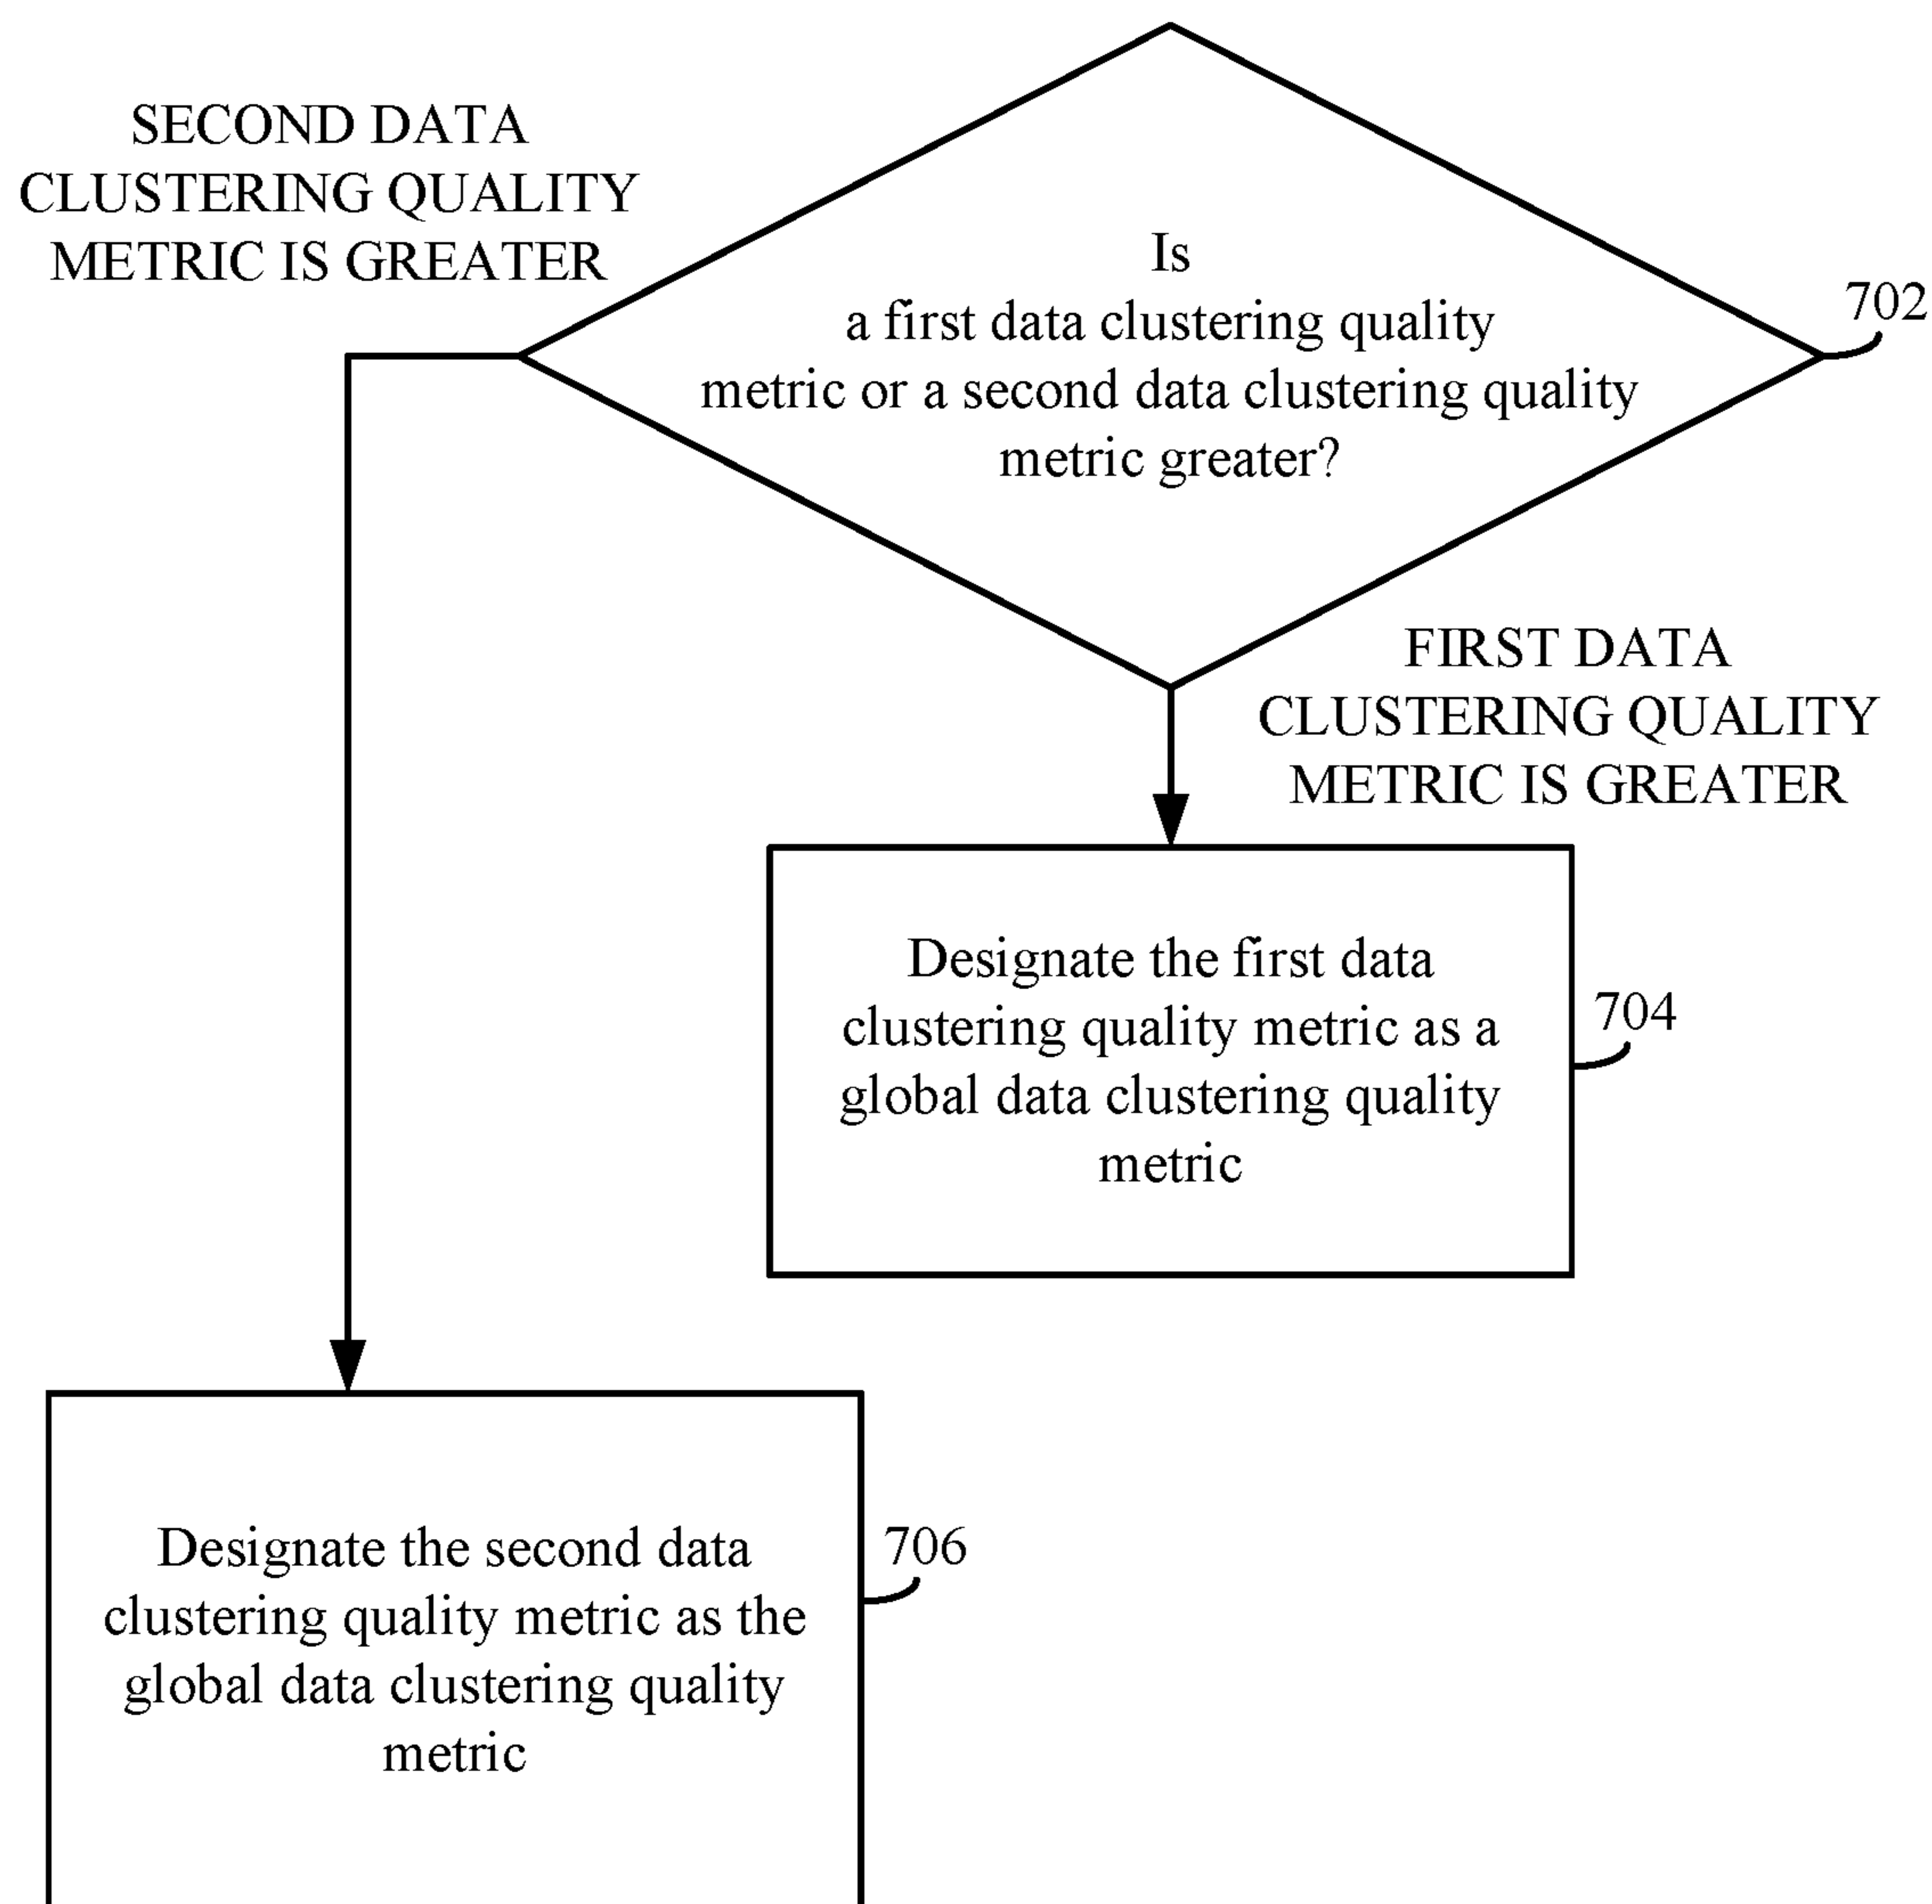 SECOND DATA
CLUSTERING QUALITY
METRIC IS GREATER
Is
a first data clustering quality
metric or a second data clustering quality
metric greater?
702
FIRST DATA
CLUSTERING QUALITY
METRIC IS GREATER
Designate the first data
clustering quality metric as a
global data clustering quality
metric
704
Designate the second data
clustering quality metric as the
global data clustering quality
metric
706